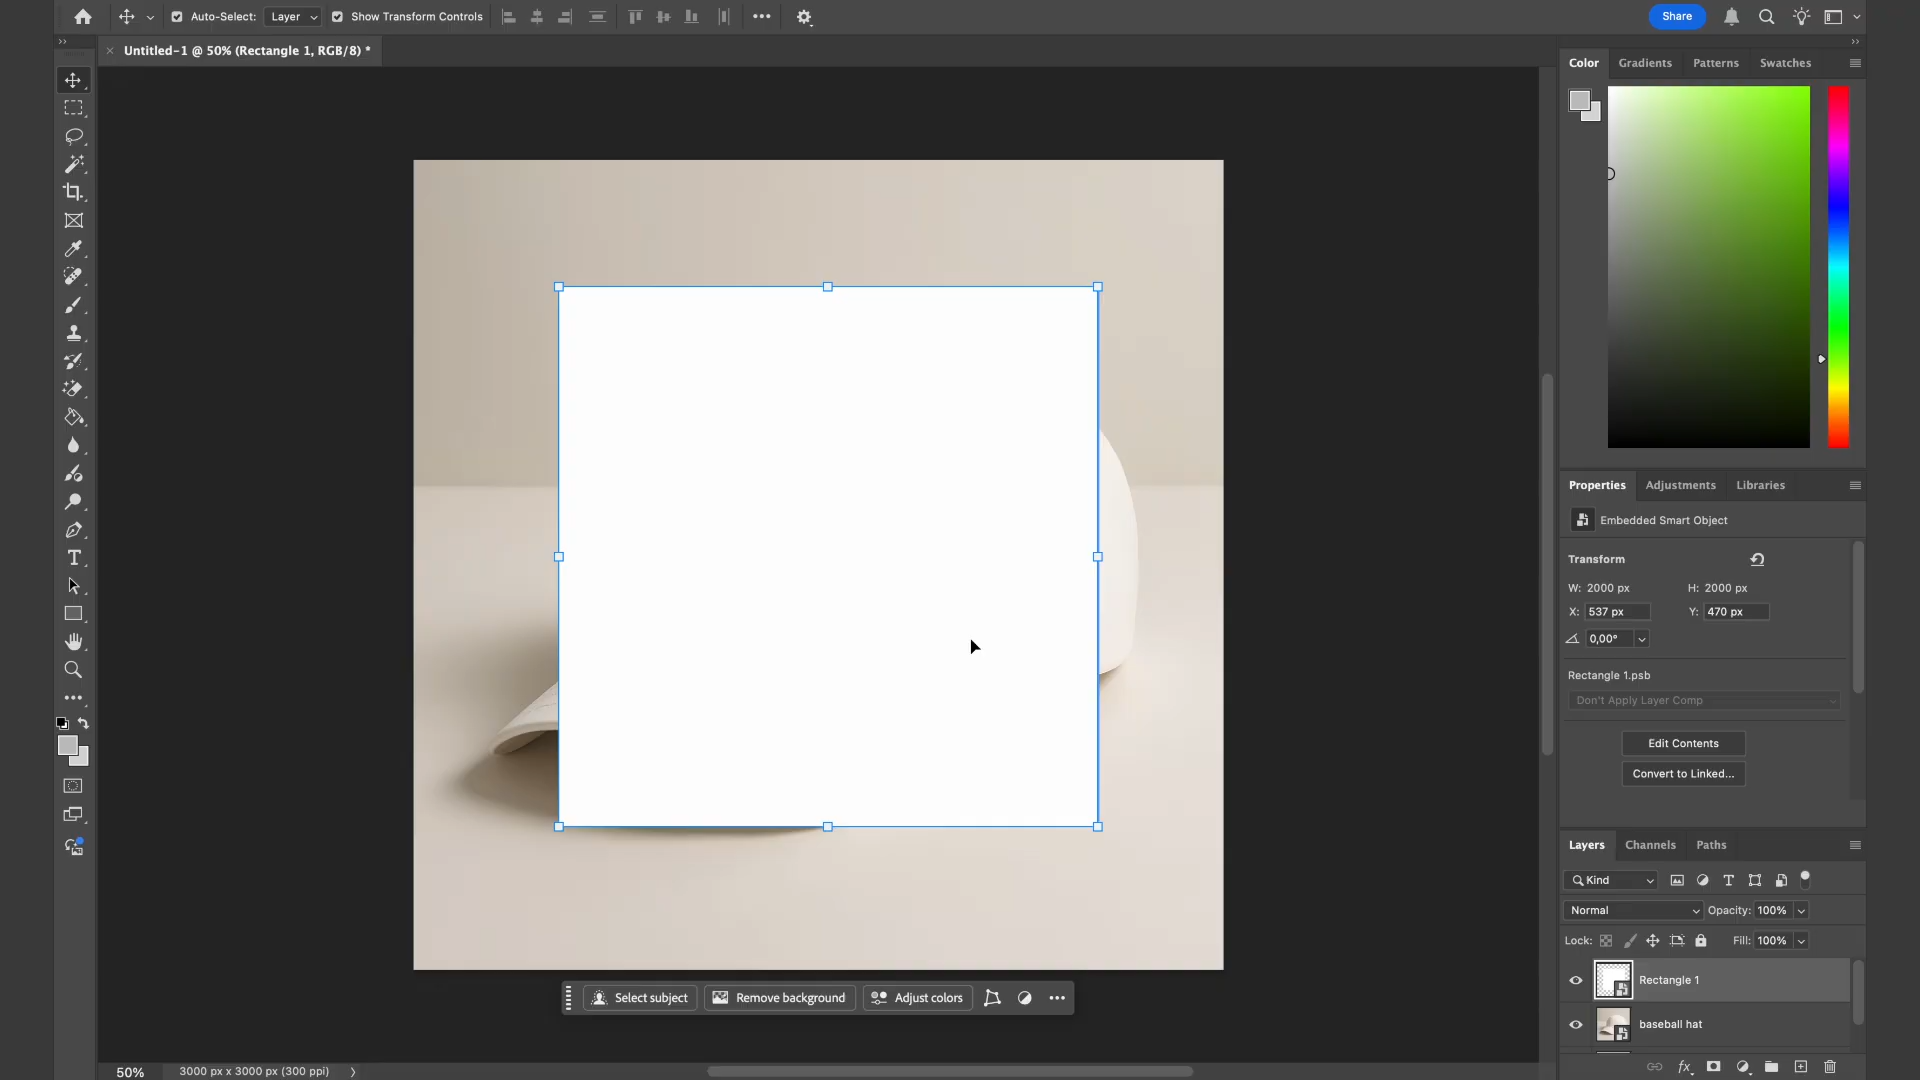 Auto-Select:
Layer
Show Transform Controls
Share
Untitled-1 @ 50% (Rectangle 1, RGB/8) *
Color
Gradients
Patterns
Swatches
Properties
Adjustments
Libraries
Embedded Smart Object
Transform
W: 2000 px
H: 2000 px
X: 537 px
Y: 470 px
0,00°
Rectangle 1.psb
Don't Apply Layer Comp
Edit Contents
Convert to Linked...
Layers
Channels
Paths
Kind
Normal
Opacity: 100%
Lock:
Fill: 100%
Rectangle 1
baseball hat
Select subject
Remove background
Adjust colors
50%
3000 px x 3000 px (300 ppi)